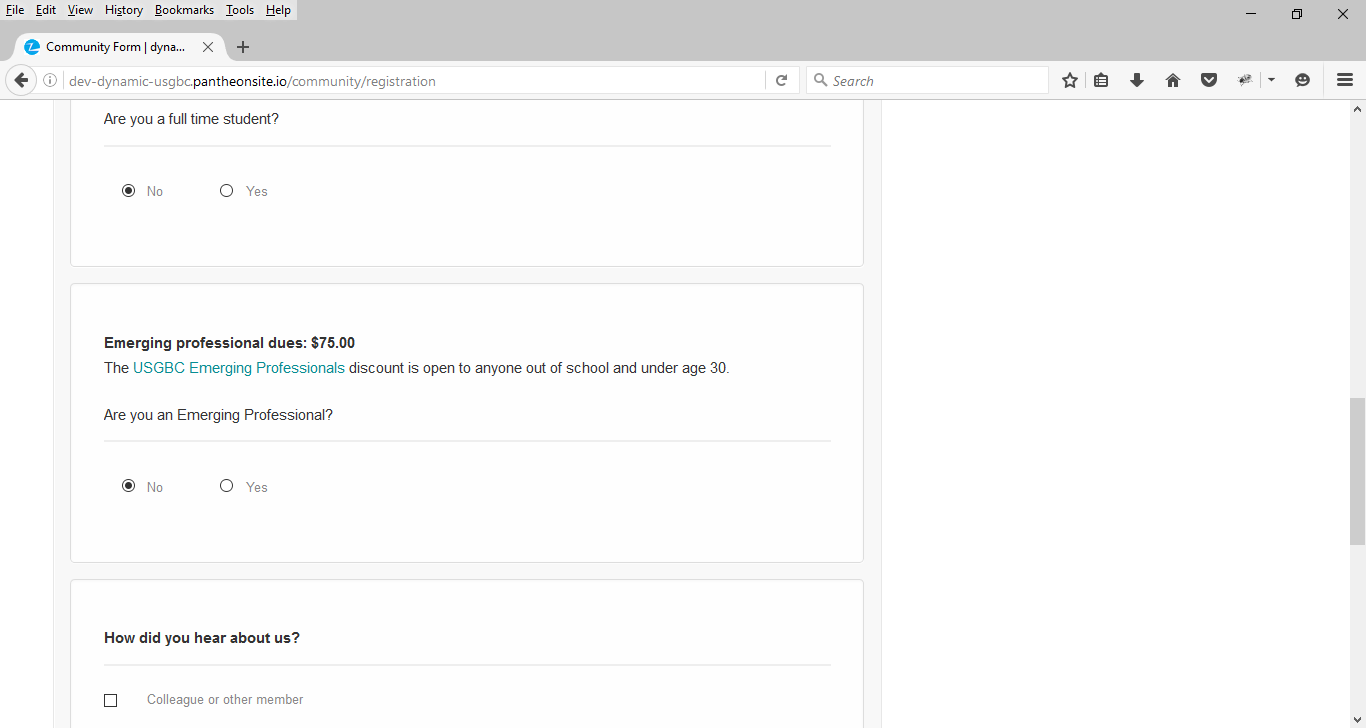 File Edit View History Bookmarks Tools Help
Community Form | dyna...
dev-dynamic-usgbc.pantheonsite.io/community/registration
Search
Are you a full time student?
No Yes
Emerging professional dues: $75.00
The USGBC Emerging Professionals discount is open to anyone out of school and under age 30.
Are you an Emerging Professional?
No Yes
How did you hear about us?
Colleague or other member